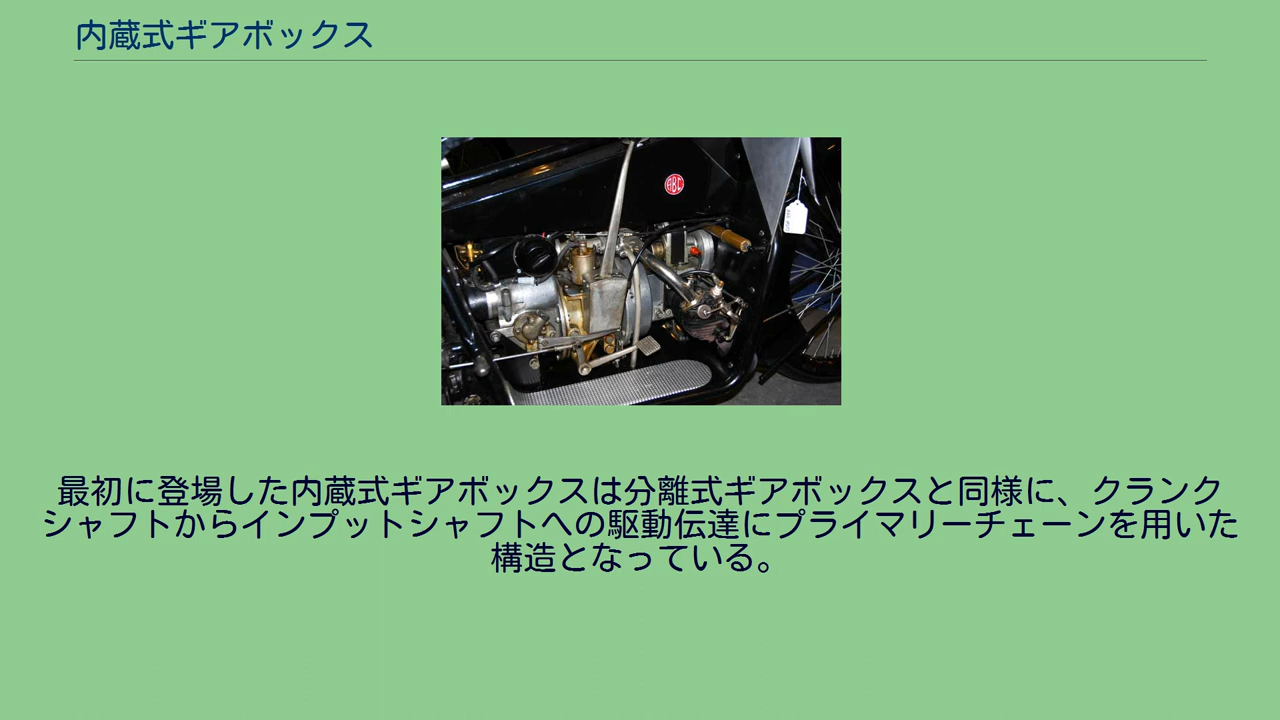 内蔵式ギアボックス
ABC
最初に登場した内蔵式ギアボックスは分離式ギアボックスと同様に、クランク
シャフトからインプットシャフトへの駆動伝達にプライマリーチェーンを用いた
構造となっている。